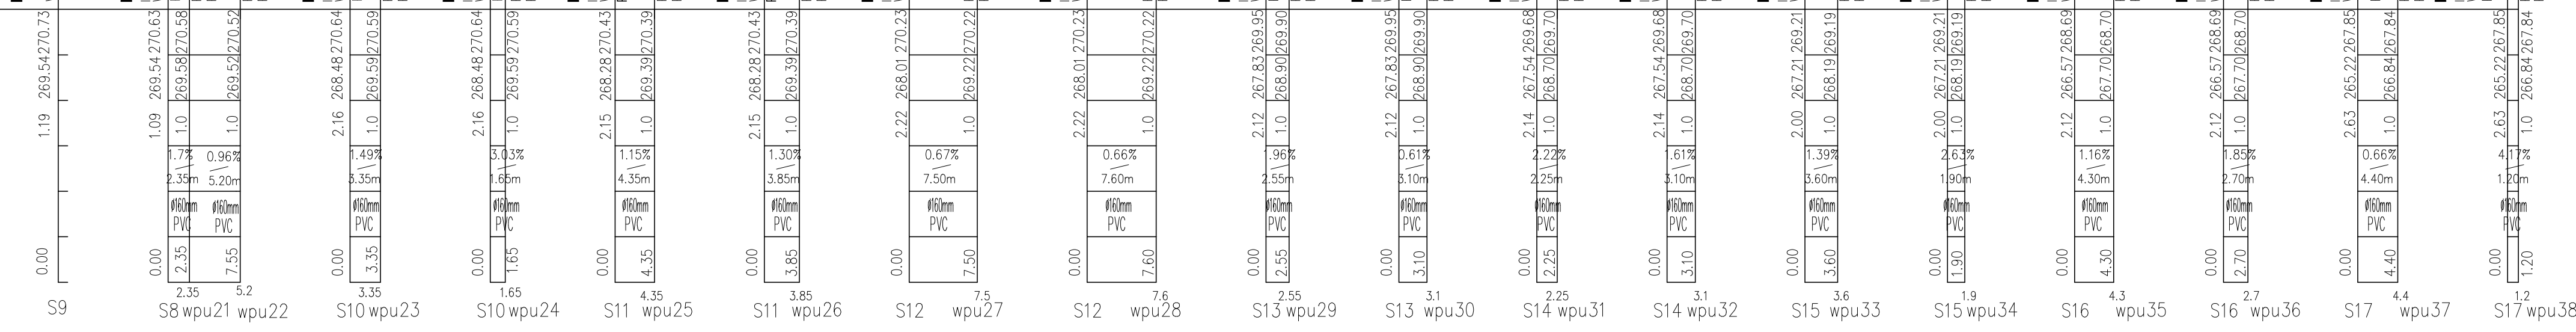 270.73 270.63 270.58 270.52 270.64 270.59 270.64 270.59 270.43 270.39 270.43 270.39 270.23 270.22 270.23 270.22 269.95 269.90 269.95 269.90 269.68 269.70 269.68 269.70 269.21 269.19 269.21 269.19 268.69 268.70 268.69 268.70 267.85 267.84 267.85 267.84
269.54 269.54 269.58 269.52 268.48 269.59 268.48 269.59 268.28 269.39 268.28 269.39 268.01 269.22 268.01 269.22 267.83 268.90 267.83 268.90 267.54 268.70 267.54 268.70 267.21 268.19 267.21 268.19 266.57 267.70 266.57 267.70 265.22 266.84 265.22 266.84
1.19 1.09 1.0 1.0 2.16 1.0 2.16 1.0 2.15 1.0 2.15 1.0 2.22 1.0 2.22 1.0 2.12 1.0 2.12 1.0 2.14 1.0 2.14 1.0 2.00 1.0 2.00 1.0 2.12 1.0 2.12 1.0 2.63 1.0 2.63 1.0
1.7% 0.96% 1.49% 3.03% 1.15% 1.30% 0.67% 0.66% 1.96% 0.61% 2.22% 1.61% 1.39% 2.63% 1.16% 1.85% 0.66% 4.17%
2.35m 5.20m 3.35m 1.65m 4.35m 3.85m 7.50m 7.60m 2.55m 3.10m 2.25m 3.10m 3.60m 1.90m 4.30m 2.70m 4.40m 1.20m
ø160mm ø160mm ø160mm ø160mm ø160mm ø160mm ø160mm ø160mm ø160mm ø160mm ø160mm ø160mm ø160mm ø160mm ø160mm ø160mm ø160mm ø160mm
PVC PVC PVC PVC PVC PVC PVC PVC PVC PVC PVC PVC PVC PVC PVC PVC PVC PVC
0.00 0.00 2.35 7.55 0.00 3.35 0.00 1.65 0.00 4.35 0.00 3.85 0.00 7.50 0.00 7.60 0.00 2.55 0.00 3.10 0.00 2.25 0.00 3.10 0.00 3.60 0.00 1.90 0.00 4.30 0.00 2.70 0.00 4.40 0.00 1.20
2.35 5.2 3.35 1.65 4.35 3.85 7.5 7.6 2.55 3.1 2.25 3.1 3.6 1.9 4.3 2.7 4.4 1.2
S9 S8 wpu21 wpu22 S10 wpu23 S10 wpu24 S11 wpu25 S11 wpu26 S12 wpu27 S12 wpu28 S13 wpu29 S13 wpu30 S14 wpu31 S14 wpu32 S15 wpu33 S15 wpu34 S16 wpu35 S16 wpu36 S17 wpu37 S17 wpu38